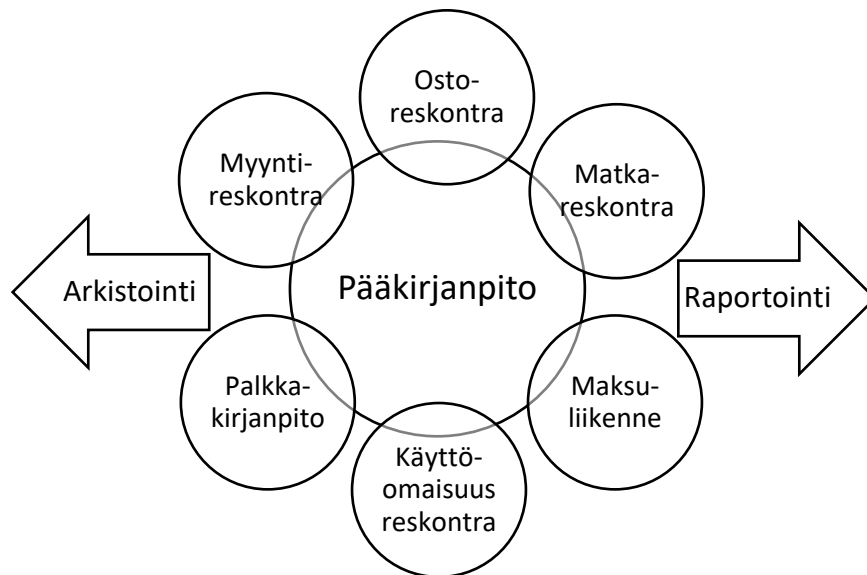 Osto-
reskontra
Myynti-
reskontra
Matka-
reskontra
Arkistointi
Pääkirjanpito
Raportointi
Palkka-
kirjanpito
Maksu-
liikenne
Käyttö-
omaisuus
reskontra